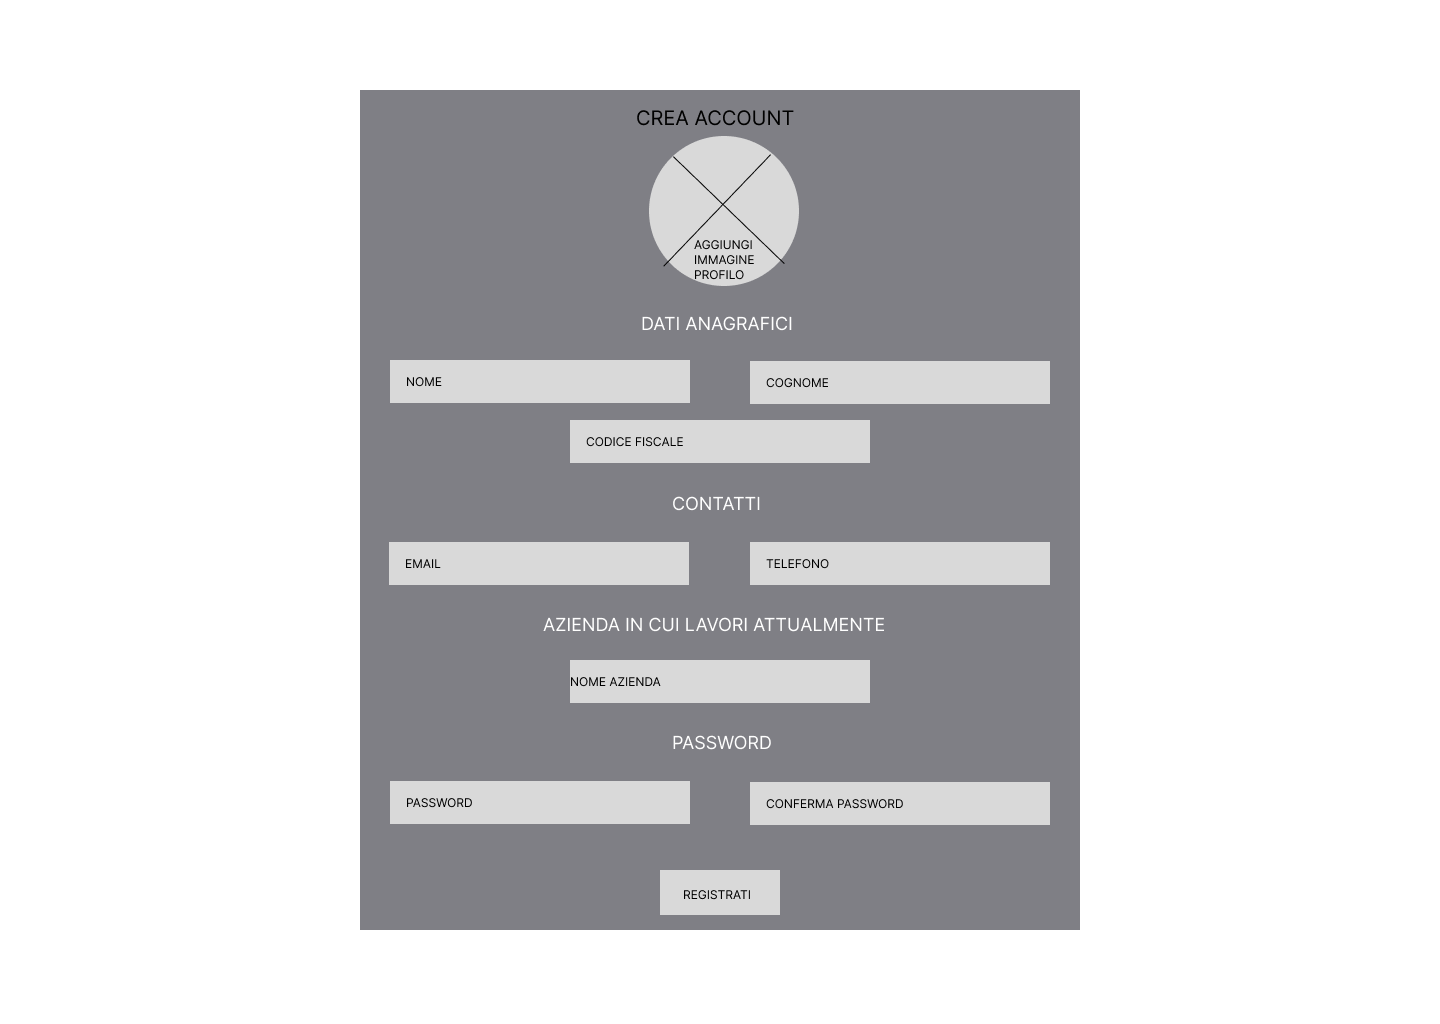 CREA ACCOUNT
AGGIUNGI
IMMAGINE
PROFILO
DATI ANAGRAFICI
NOME
COGNOME
CODICE FISCALE
CONTATTI
EMAIL
TELEFONO
AZIENDA IN CUI LAVORI ATTUALMENTE
NOME AZIENDA
PASSWORD
PASSWORD
CONFERMA PASSWORD
REGISTRATI